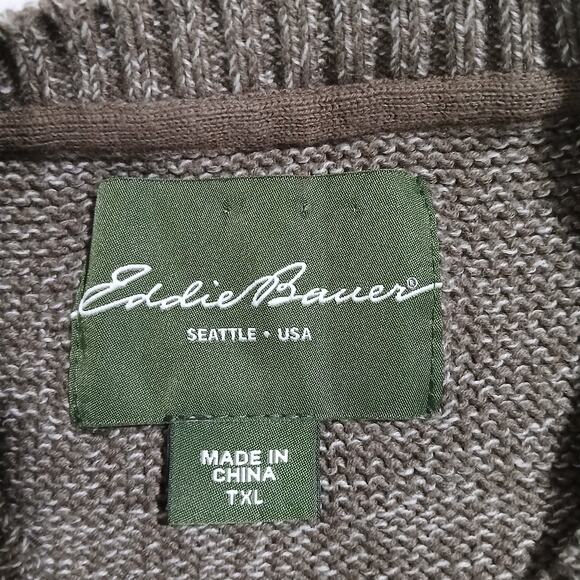 Eddie Bauer®
SEATTLE • USA
MADE IN
CHINA
TXL